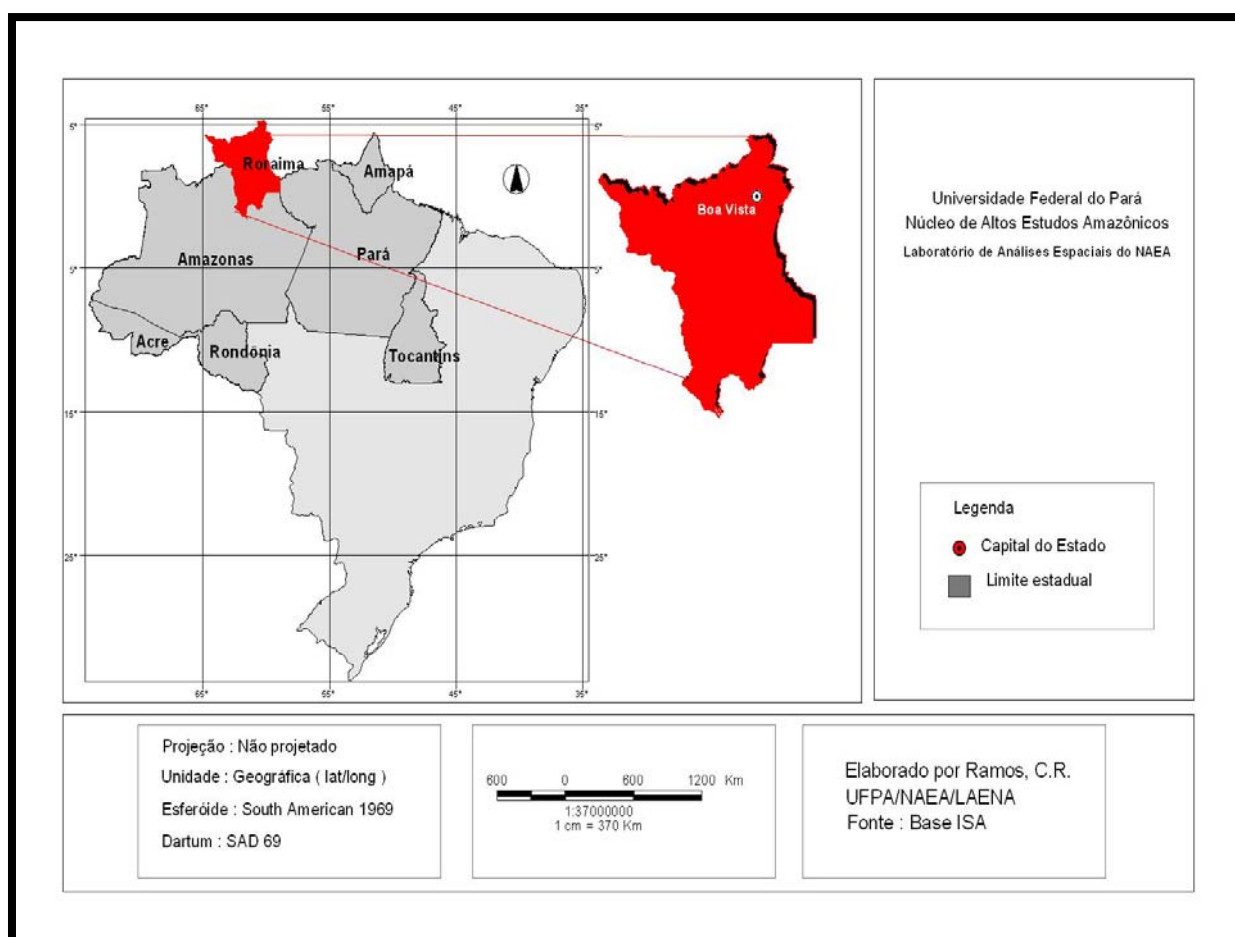 65°
55°
45°
35°
5°
5°
Roraima
Amapá
Boa Vista
Amazonas
Pará
5°
5°
Acre
Rondônia
Tocantins
15°
15°
25°
25°
65°
55°
45°
35°
Universidade Federal do Pará
Núcleo de Altos Estudos Amazônicos
Laboratório de Análises Espaciais do NAEA
Legenda
Capital do Estado
Limite estadual
Projeção : Não projetado
Unidade : Geográfica ( lat/long )
Esferóide : South American 1969
Dartum : SAD 69
600 0 600 1200 Km
1:37000000
1 cm = 370 Km
Elaborado por Ramos, C.R.
UFPA/NAEA/LAENA
Fonte : Base ISA